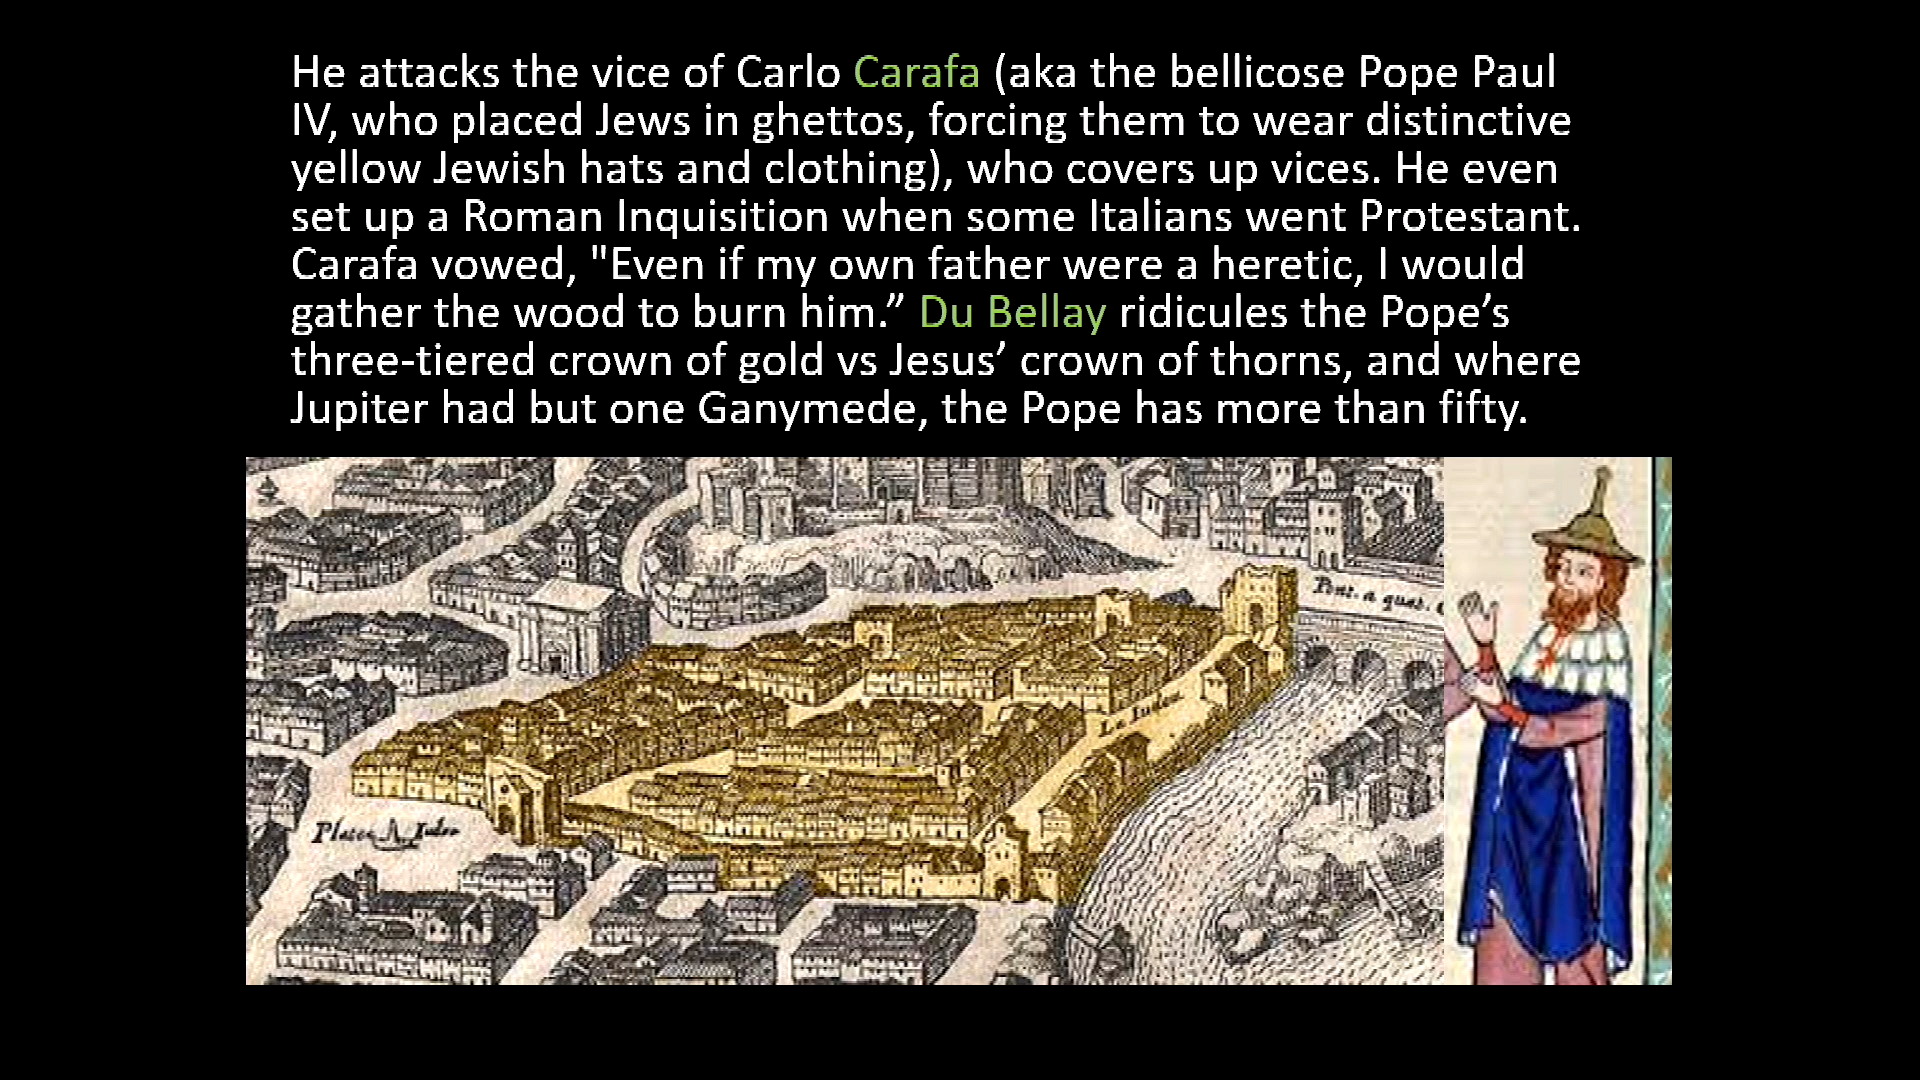 He attacks the vice of Carlo Carafa (aka the bellicose Pope Paul
IV, who placed Jews in ghettos, forcing them to wear distinctive
yellow Jewish hats and clothing), who covers up vices. He even
set up a Roman Inquisition when some Italians went Protestant.
Carafa vowed, "Even if my own father were a heretic, I would
gather the wood to burn him.” Du Bellay ridicules the Pope’s
three-tiered crown of gold vs Jesus’ crown of thorns, and where
Jupiter had but one Ganymede, the Pope has more than fifty.
Pont. a quat.